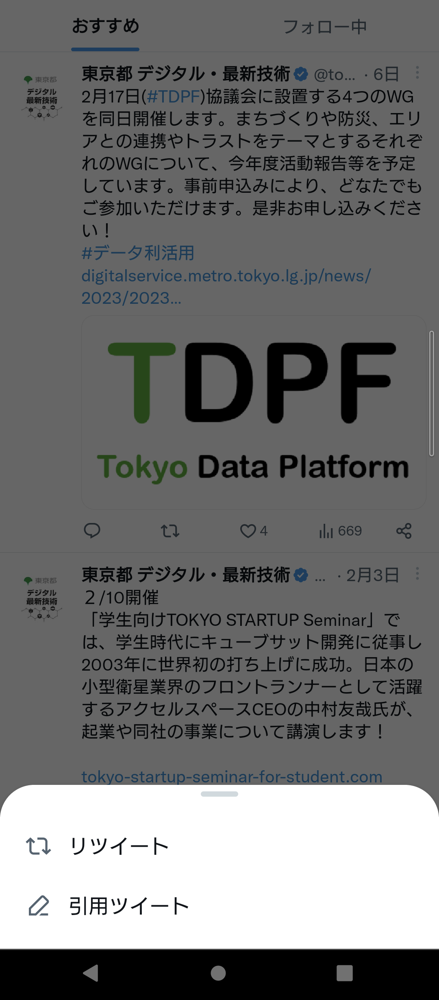 おすすめ
フォロー中
東京都 デジタル・最新技術 @to... · 6日
東京都
デジタル
最新技術
2月17日(#TDPF)協議会に設置する4つのWG
を同日開催します。まちづくりや防災、エリ
アとの連携やトラストをテーマとするそれぞ
れのWGについて、今年度活動報告等を予定
しています。事前申込みにより、どなたでも
ご参加いただけます。是非お申し込みくださ
い！
#データ利活用
digitalservice.metro.tokyo.lg.jp/news/
2023/2023...
TDPF
Tokyo Data Platform
4
669
東京都 デジタル・最新技術 ... · 2月3日
東京都
デジタル
最新技術
２/10開催
「学生向けTOKYO STARTUP Seminar」で
は、学生時代にキューブサット開発に従事し
2003年に世界初の打ち上げに成功。日本の
小型衛星業界のフロントランナーとして活躍
するアクセルスペースCEOの中村友哉氏が、
起業や同社の事業について講演します！
tokyo-startup-seminar-for-student.com
リツイート
引用ツイート